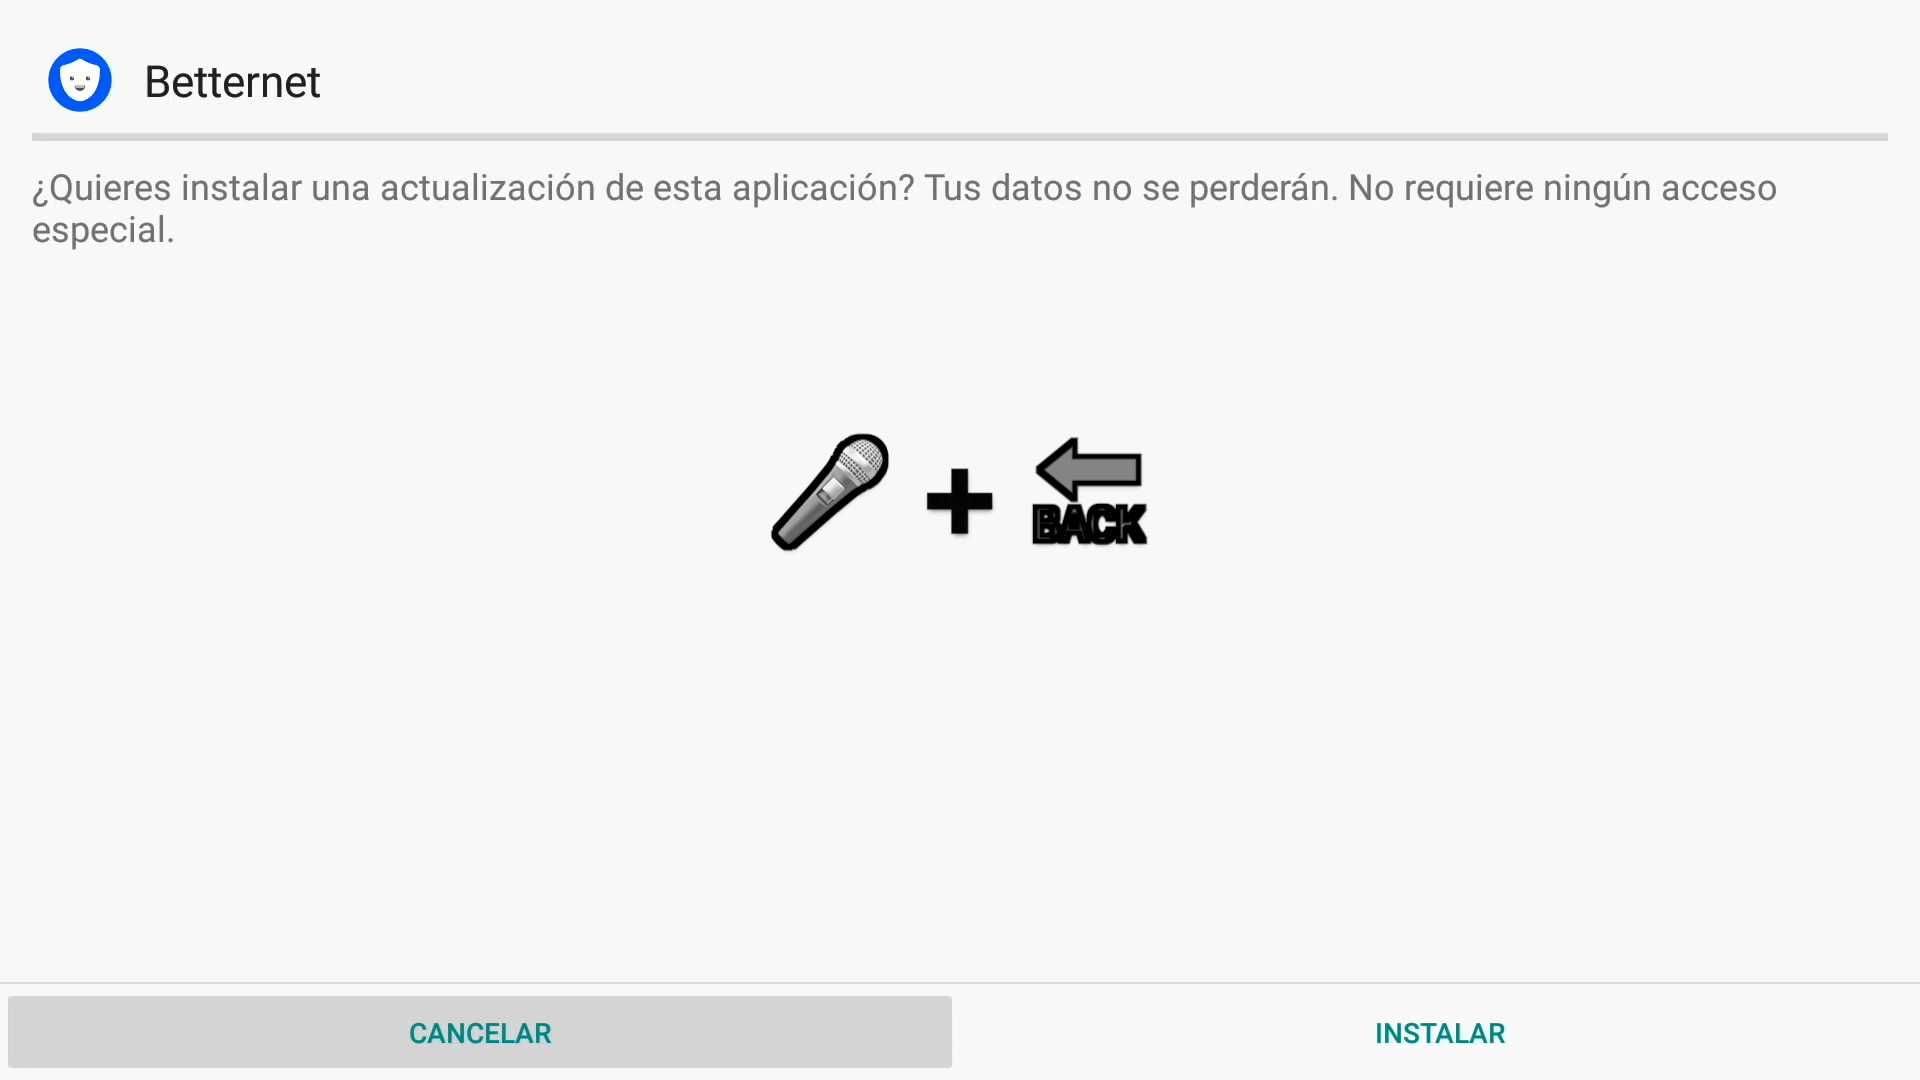 Betternet
¿Quieres instalar una actualización de esta aplicación? Tus datos no se perderán. No requiere ningún acceso
especial.
+
BACK
CANCELAR
INSTALAR